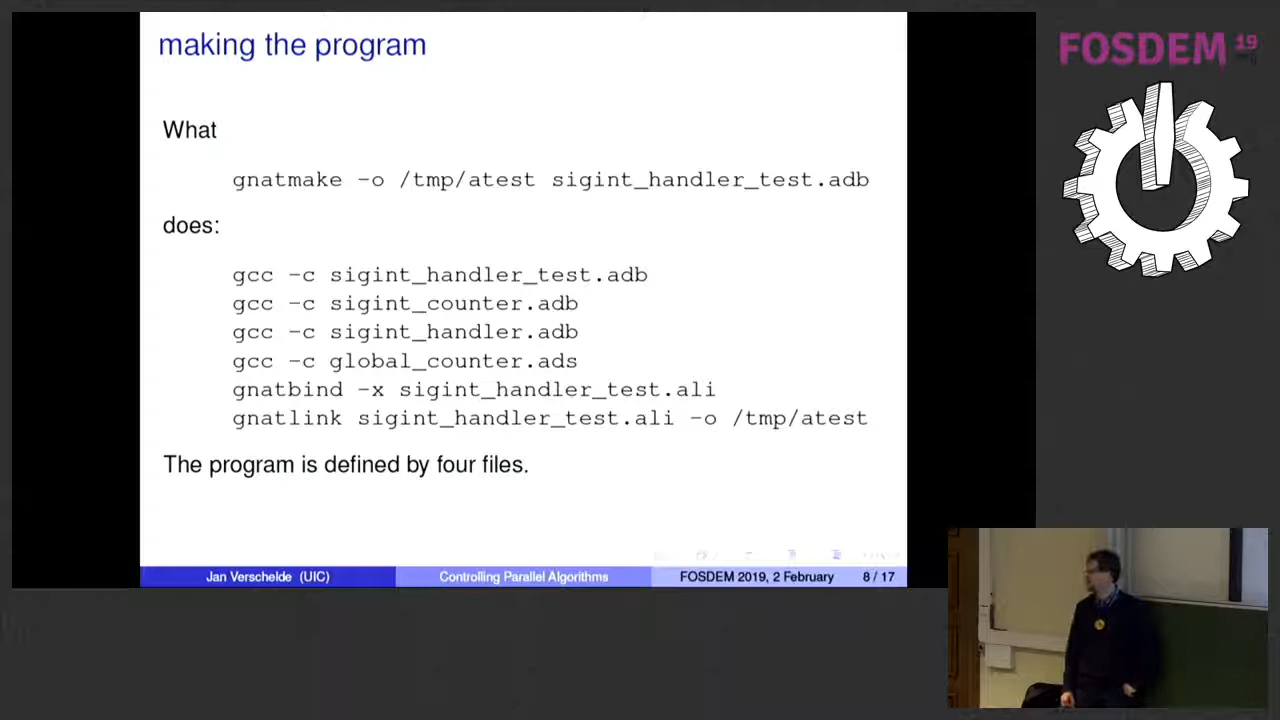 making the program
FOSDEM 19
What
gnatmake -o /tmp/atest sigint_handler_test.adb
does:
gcc -c sigint_handler_test.adb
gcc -c sigint_counter.adb
gcc -c sigint_handler.adb
gcc -c global_counter.ads
gnatbind -x sigint_handler_test.ali
gnatlink sigint_handler_test.ali -o /tmp/atest
The program is defined by four files.
Jan Verschelde (UIC) Controlling Parallel Algorithms FOSDEM 2019, 2 February 8 / 17